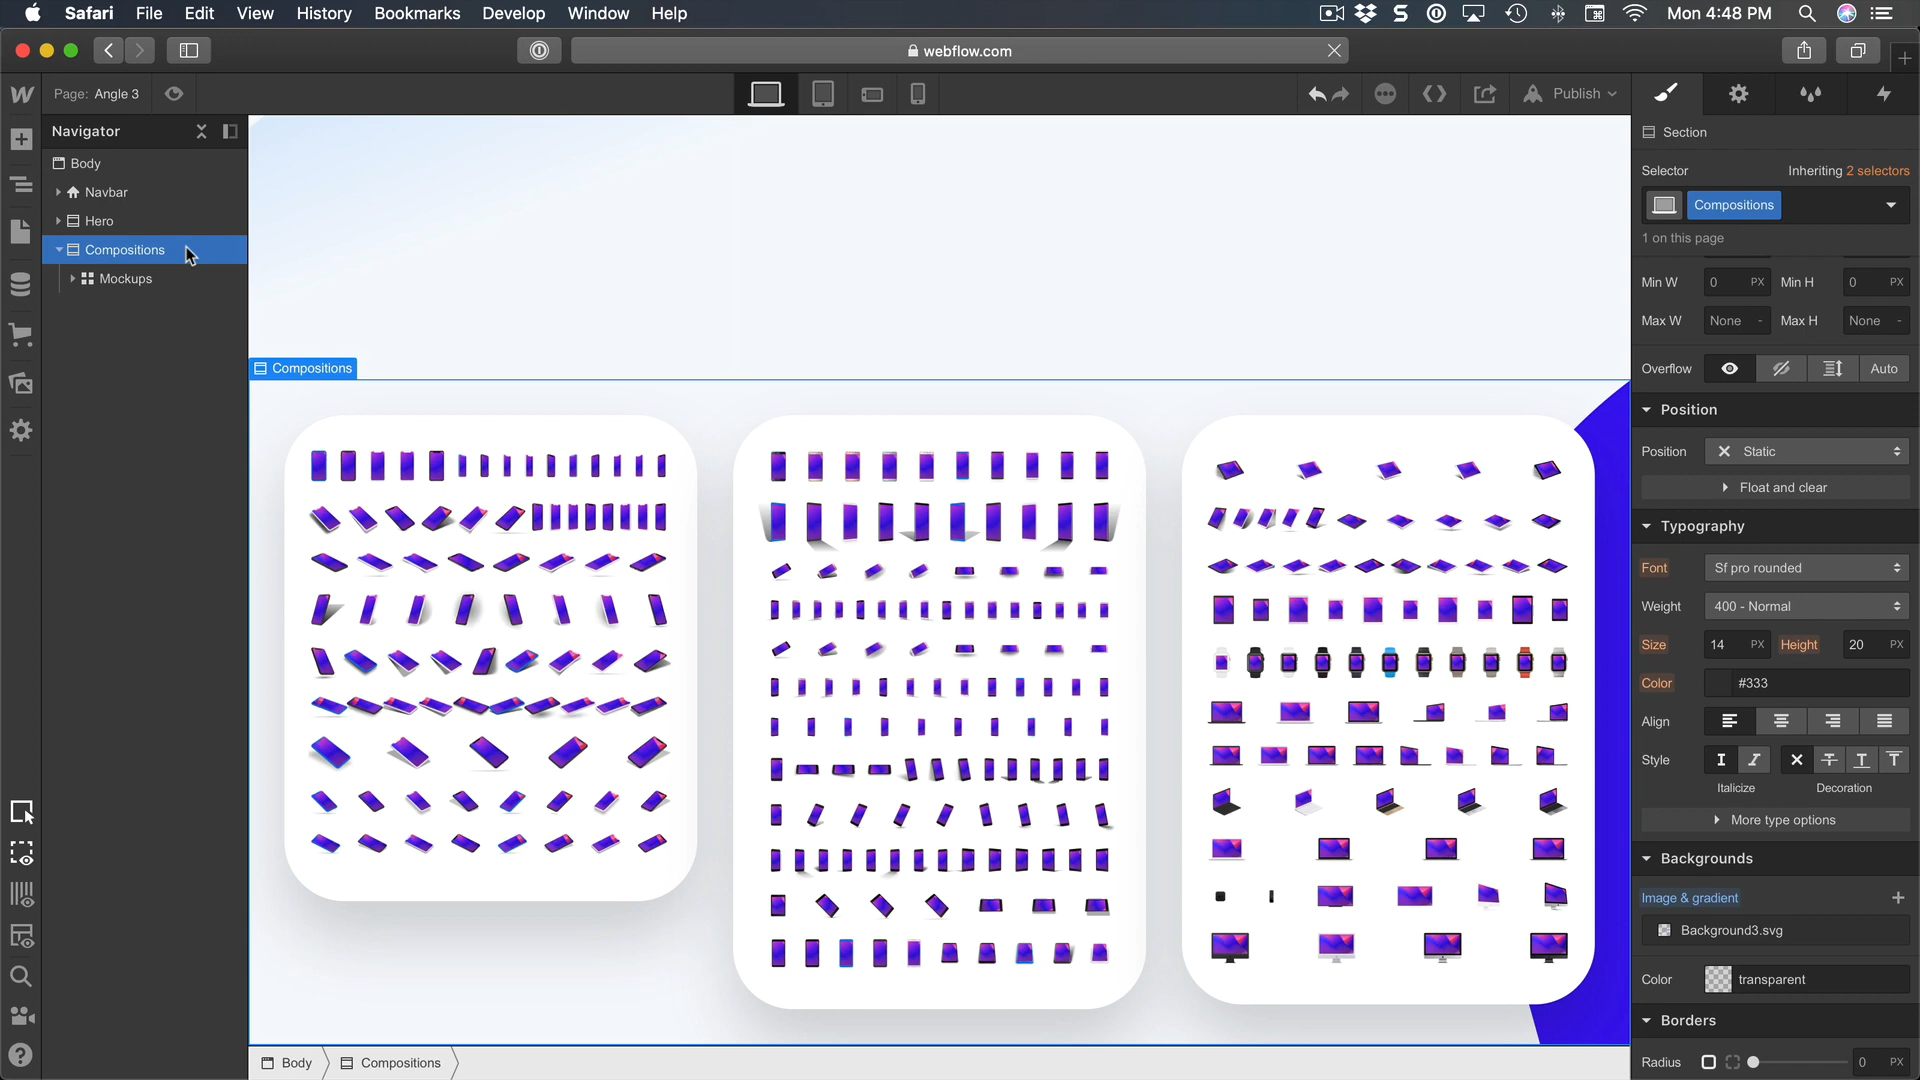 Safari File Edit View History Bookmarks Develop Window Help Mon 4:48 PM
webflow.com
Page: Angle 3
Publish
Navigator
Body
Navbar
Hero
Compositions
Mockups
Compositions
Section
Selector Inheriting 2 selectors
Compositions
1 on this page
Min W 0 PX Min H 0 PX
Max W None - Max H None -
Overflow Auto
Position
Position Static
Float and clear
Typography
Font Sf pro rounded
Weight 400 - Normal
Size 14 PX Height 20 PX
Color #333
Align
Style
Italicize Decoration
More type options
Backgrounds
Image & gradient
Background3.svg
Color transparent
Borders
Radius 0 PX
Body Compositions